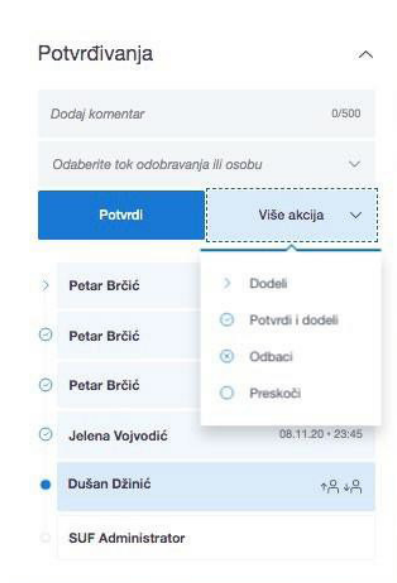 Potvrđivanja
Dodaj komentar 0/500
Odaberite tok odobravanja ili osobu
Potvrdi Više akcija
Petar Brčić Dodeli
Potvrdi i dodeli
Petar Brčić
Odbaci
Petar Brčić Preskoči
Jelena Vojvodić 08.11.20 • 23:45
Dušan Džinić
SUF Administrator